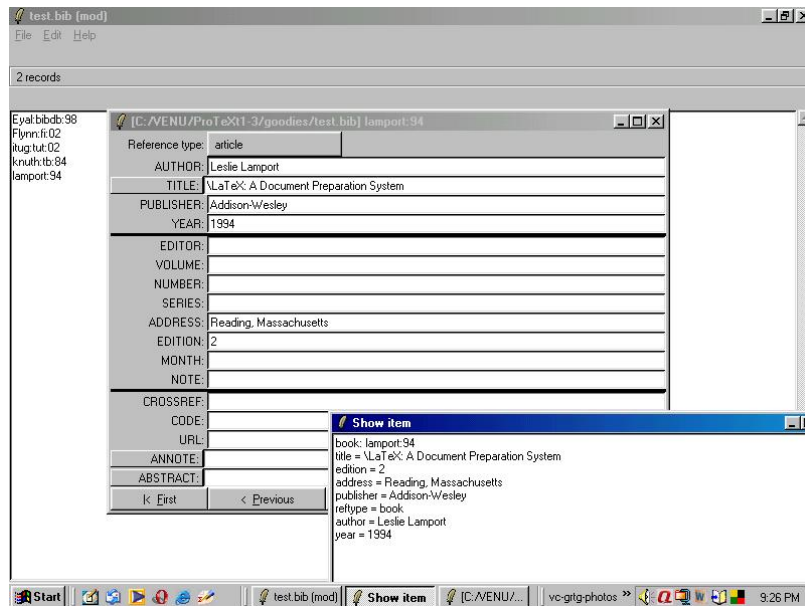 test.bib (mod)
File Edit Help
2 records
Eyal:bibdb:98
Flynn:fi:02
itug:tut:02
knuth:tb:84
lamport:94
[C:/VENU/ProTeXt1-3/goodies/test.bib] lamport:94
Reference type: article
AUTHOR: Leslie Lamport
TITLE: \LaTeX: A Document Preparation System
PUBLISHER: Addison-Wesley
YEAR: 1994
EDITOR:
VOLUME:
NUMBER:
SERIES:
ADDRESS: Reading, Massachusetts
EDITION: 2
MONTH:
NOTE:
CROSSREF:
CODE:
URL:
ANNOTE:
ABSTRACT:
|< First < Previous
Show item
book: lamport:94
title = \LaTeX: A Document Preparation System
edition = 2
address = Reading, Massachusetts
publisher = Addison-Wesley
reftype = book
author = Leslie Lamport
year = 1994
Start test.bib (mod) Show item [C:/VENU/... vc-grtg-photos » 9:26 PM